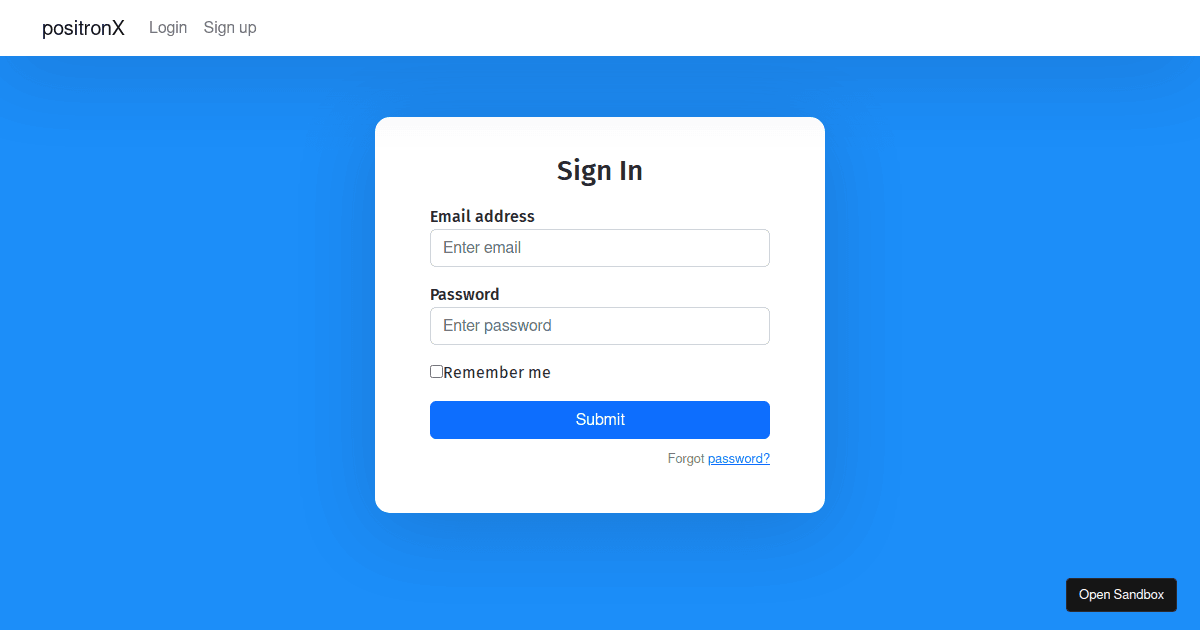 positronX Login Sign up
Sign In
Email address
Enter email
Password
Enter password
Remember me
Submit
Forgot password?
Open Sandbox